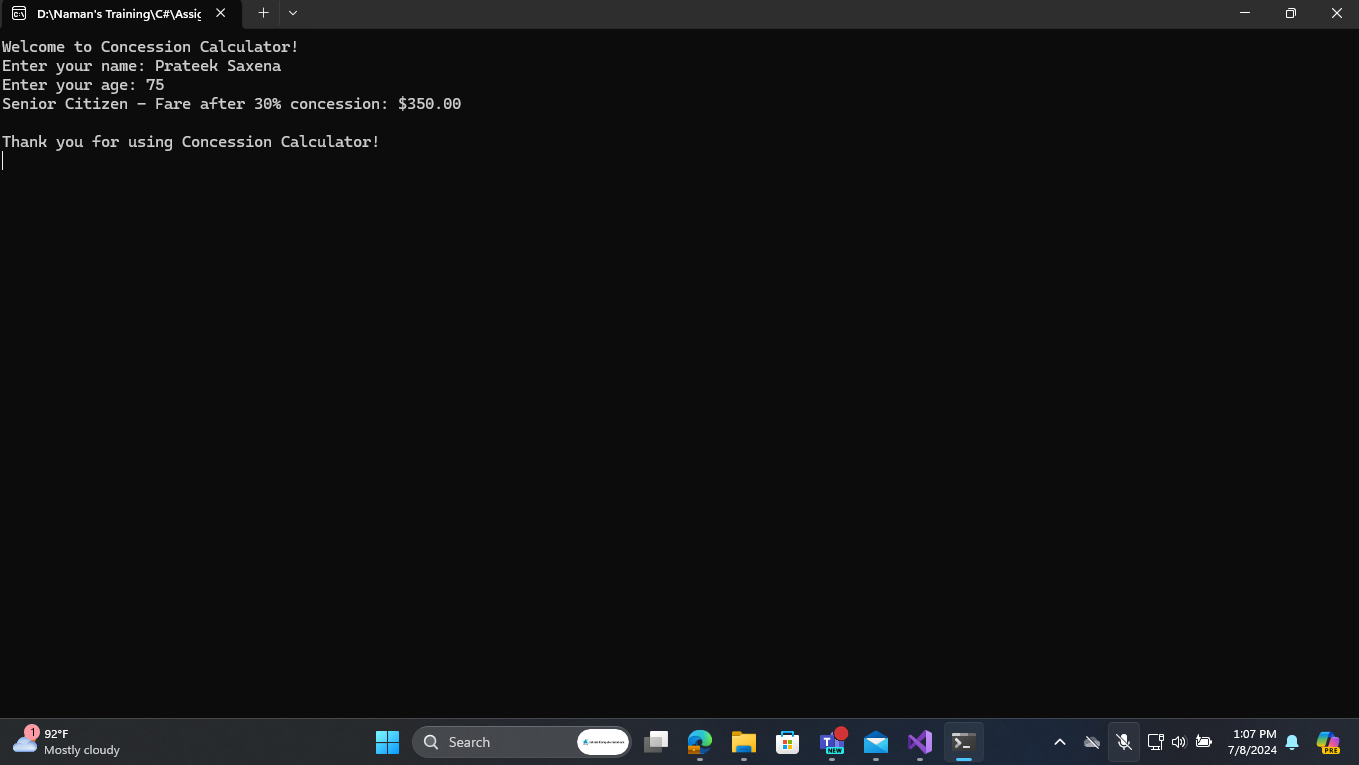 D:\Naman's Training\C#\Assig
Welcome to Concession Calculator!
Enter your name: Prateek Saxena
Enter your age: 75
Senior Citizen - Fare after 30% concession: $350.00
Thank you for using Concession Calculator!
1
92°F
Mostly cloudy
Search
T
NEW
1:07 PM
7/8/2024
PRE